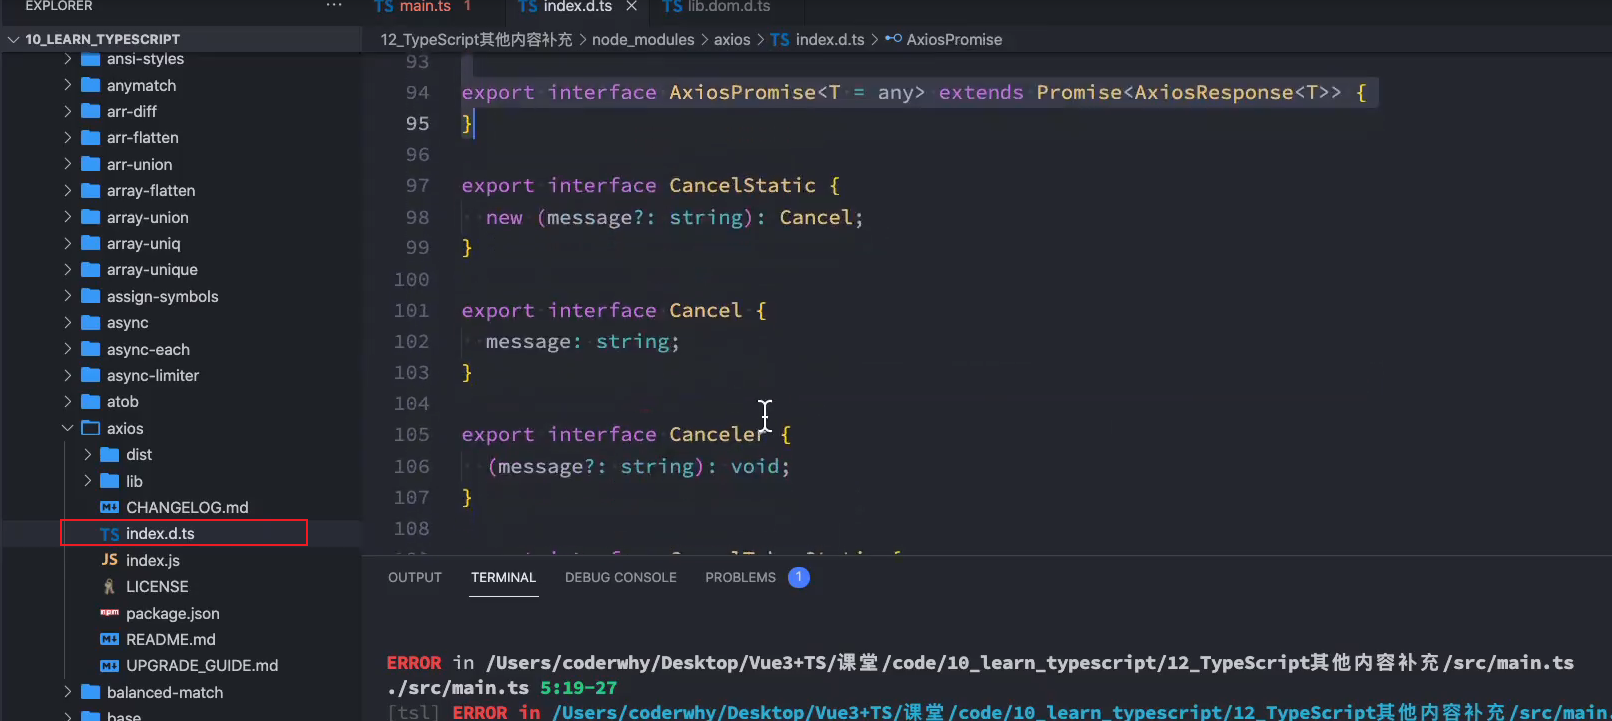 EXPLORER ···
TS main.ts 1 TS index.d.ts × TS lib.dom.d.ts
10_LEARN_TYPESCRIPT
12_TypeScript其他内容补充 > node_modules > axios > TS index.d.ts > AxiosPromise
ansi-styles
anymatch
arr-diff
arr-flatten
arr-union
array-flatten
array-union
array-uniq
array-unique
assign-symbols
async
async-each
async-limiter
atob
axios
dist
lib
CHANGELOG.md
TS index.d.ts
JS index.js
LICENSE
npm package.json
README.md
UPGRADE_GUIDE.md
balanced-match
base
93
94 export interface AxiosPromise<T = any> extends Promise<AxiosResponse<T>> {
95 }
96
97 export interface CancelStatic {
98 new (message?: string): Cancel;
99 }
100
101 export interface Cancel {
102 message: string;
103 }
104
105 export interface Canceler {
106 (message?: string): void;
107 }
108
OUTPUT TERMINAL DEBUG CONSOLE PROBLEMS 1
ERROR in /Users/coderwhy/Desktop/Vue3+TS/课堂/code/10_learn_typescript/12_TypeScript其他内容补充/src/main.ts
./src/main.ts 5:19-27
[tsl] ERROR in /Users/coderwhy/Desktop/Vue3+TS/课堂/code/10_learn_typescript/12_TypeScript其他内容补充/src/main